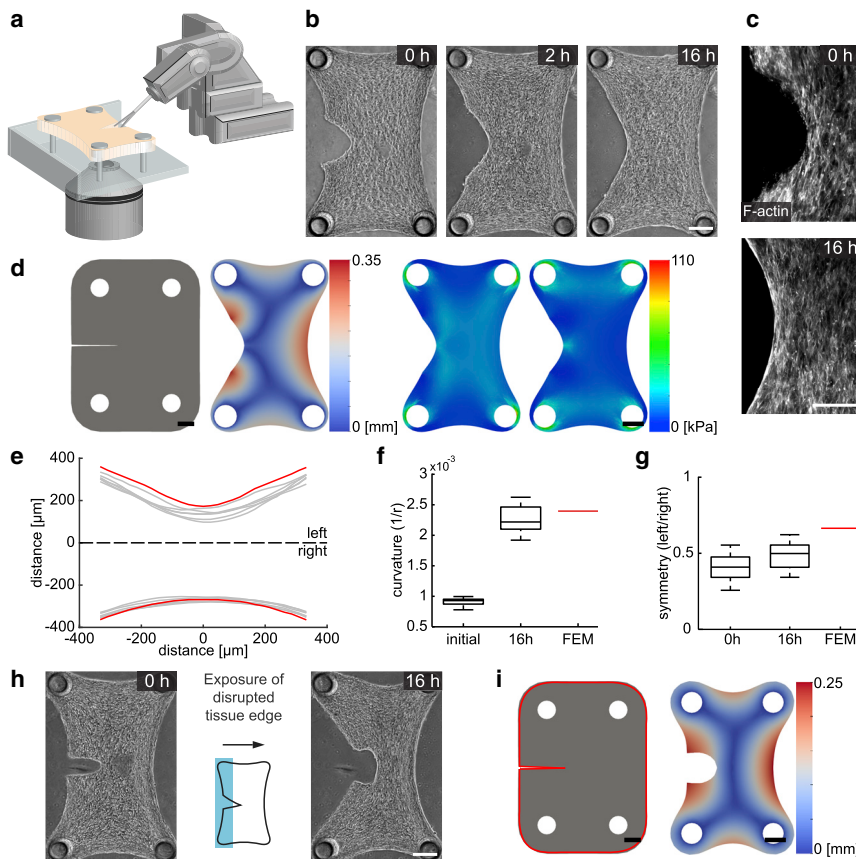 a
b
0 h
2 h
16 h
c
0 h
F-actin
16 h
d
0.35
0 [mm]
110
0 [kPa]
e
distance [µm]
400
200
0
-200
-400
left
right
-400
-200
0
200
400
distance [µm]
f
×10⁻³
curvature (1/r)
3
2.5
2
1.5
1
0.5
initial
16h
FEM
g
symmetry (left/right)
1
0.5
0
0h
16h
FEM
h
0 h
Exposure of
disrupted
tissue edge
16 h
i
0.25
0 [mm]